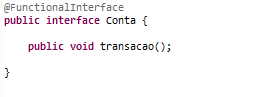 @FunctionalInterface
public interface Conta {
public void transacao();
}